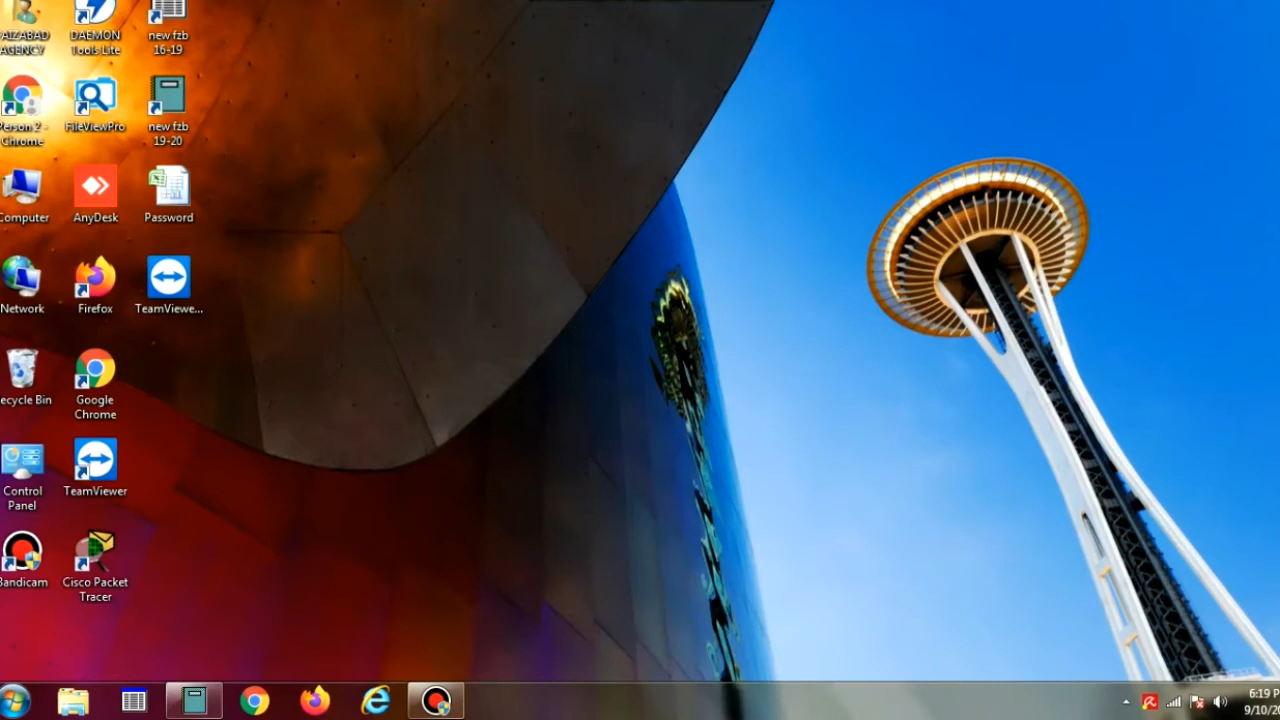 AIZABAD
AGENCY
DAEMON
Tools Lite
new fzb
16-19
Person 2 -
Chrome
FileViewPro
new fzb
19-20
Computer
AnyDesk
Password
Network
Firefox
TeamViewe...
ecycle Bin
Google
Chrome
Control
Panel
TeamViewer
Bandicam
Cisco Packet
Tracer
6:19 P
9/10/20